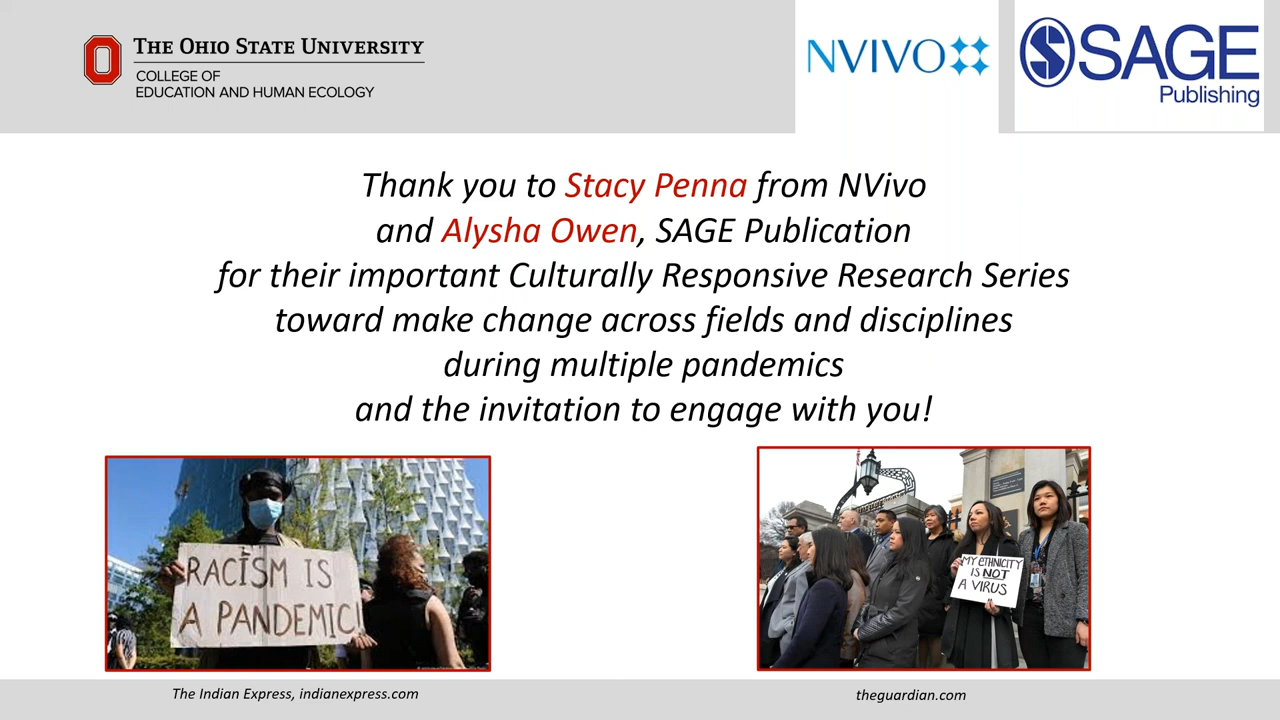 THE OHIO STATE UNIVERSITY
COLLEGE OF
EDUCATION AND HUMAN ECOLOGY
NVIVO
SAGE
Publishing
Thank you to Stacy Penna from NVivo
and Alysha Owen, SAGE Publication
for their important Culturally Responsive Research Series
toward make change across fields and disciplines
during multiple pandemics
and the invitation to engage with you!
RACISM IS
A PANDEMIC!
MY ETHNICITY
IS NOT
A VIRUS
The Indian Express, indianexpress.com
theguardian.com